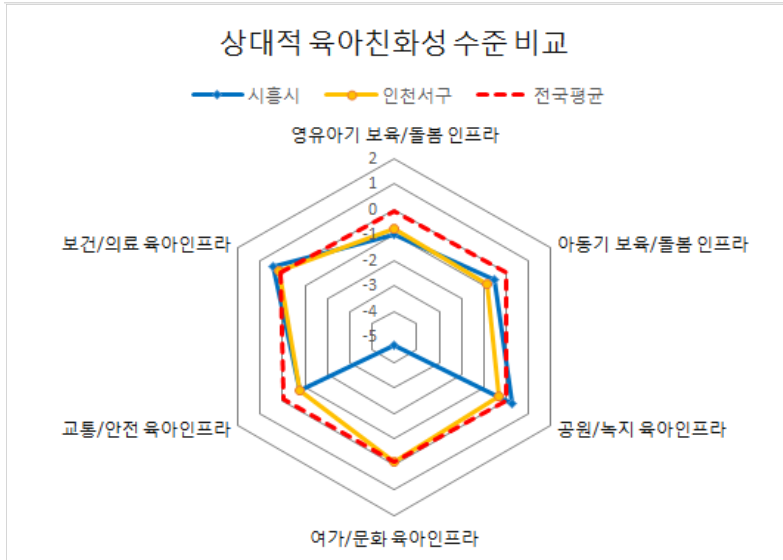 상대적 육아친화성 수준 비교
시흥시 인천서구 전국평균
영유아기 보육/돌봄 인프라
2
1
0
-1
-2
-3
-4
-5
보건/의료 육아인프라
아동기 보육/돌봄 인프라
교통/안전 육아인프라
공원/녹지 육아인프라
여가/문화 육아인프라